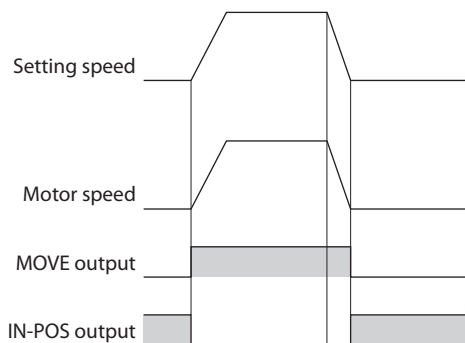 Setting speed
Motor speed
MOVE output
IN-POS output